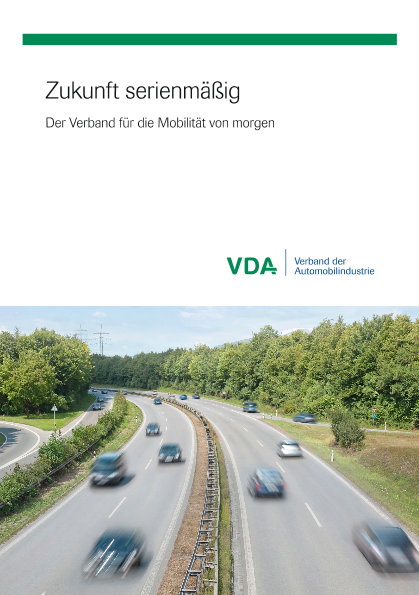 Zukunft serienmäßig
Der Verband für die Mobilität von morgen
VDA
Verband der
Automobilindustrie